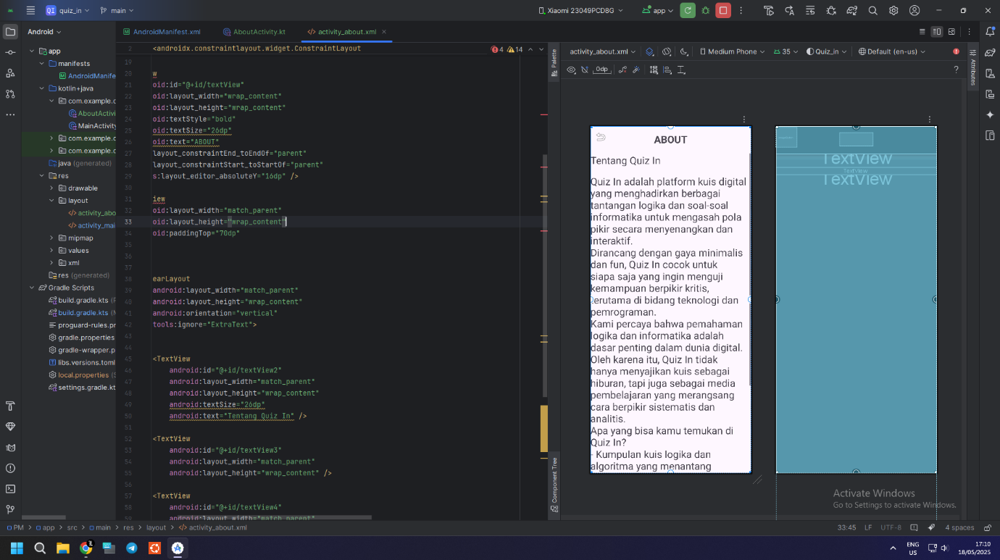 QI quiz_in main Xiaomi 23049PCD8G app
Android AndroidManifest.xml AboutActivity.kt activity_about.xml
app
manifests
AndroidManife
kotlin+java
com.example.c
AboutActivi
MainActivity
com.example.c
com.example.c
java (generated)
res
drawable
layout
activity_abo
activity_mai
mipmap
values
xml
res (generated)
Gradle Scripts
build.gradle.kts (F
build.gradle.kts (M
proguard-rules.pr
gradle.properties
gradle-wrapper.p
libs.versions.toml
local.properties (S
settings.gradle.kt
2 <androidx.constraintlayout.widget.ConstraintLayout 4 14
19
20 w
21 oid:id="@+id/textView"
22 oid:layout_width="wrap_content"
23 oid:layout_height="wrap_content"
24 oid:textStyle="bold"
25 oid:textSize="26dp"
26 oid:text="ABOUT"
27 layout_constraintEnd_toEndOf="parent"
28 layout_constraintStart_toStartOf="parent"
29 s:layout_editor_absoluteY="16dp" />
30
31 iew
32 oid:layout_width="match_parent"
33 oid:layout_height="wrap_content"
34 oid:paddingTop="70dp"
35
36
37
38 earLayout
39 android:layout_width="match_parent"
40 android:layout_height="wrap_content"
41 android:orientation="vertical"
42 tools:ignore="ExtraText">
43
44
45 <TextView
46 android:id="@+id/textView2"
47 android:layout_width="match_parent"
48 android:layout_height="wrap_content"
49 android:textSize="26dp"
50 android:text="Tentang Quiz In" />
51
52 <TextView
53 android:id="@+id/textView3"
54 android:layout_width="match_parent"
55 android:layout_height="wrap_content" />
56
57 <TextView
58 android:id="@+id/textView4"
59 android:layout_width="match_parent"
Palette
Component Tree
activity_about.xml Medium Phone 35 Quiz_in Default (en-us)
0dp ?
Attributes
ABOUT
Tentang Quiz In
Quiz In adalah platform kuis digital
yang menghadirkan berbagai
tantangan logika dan soal-soal
informatika untuk mengasah pola
pikir secara menyenangkan dan
interaktif.
Dirancang dengan gaya minimalis
dan fun, Quiz In cocok untuk
siapa saja yang ingin menguji
kemampuan berpikir kritis,
terutama di bidang teknologi dan
pemrograman.
Kami percaya bahwa pemahaman
logika dan informatika adalah
dasar penting dalam dunia digital.
Oleh karena itu, Quiz In tidak
hanya menyajikan kuis sebagai
hiburan, tapi juga sebagai media
pembelajaran yang merangsang
cara berpikir sistematis dan
analitis.
Apa yang bisa kamu temukan di
Quiz In?
- Kumpulan kuis logika dan
algoritma yang menantang
TextView
TextView
TextView
Activate Windows
Go to Settings to activate Windows.
PM > app > src > main > res > layout > activity_about.xml 33:45 LF UTF-8 4 spaces
ENG
US
17:10
18/05/2025